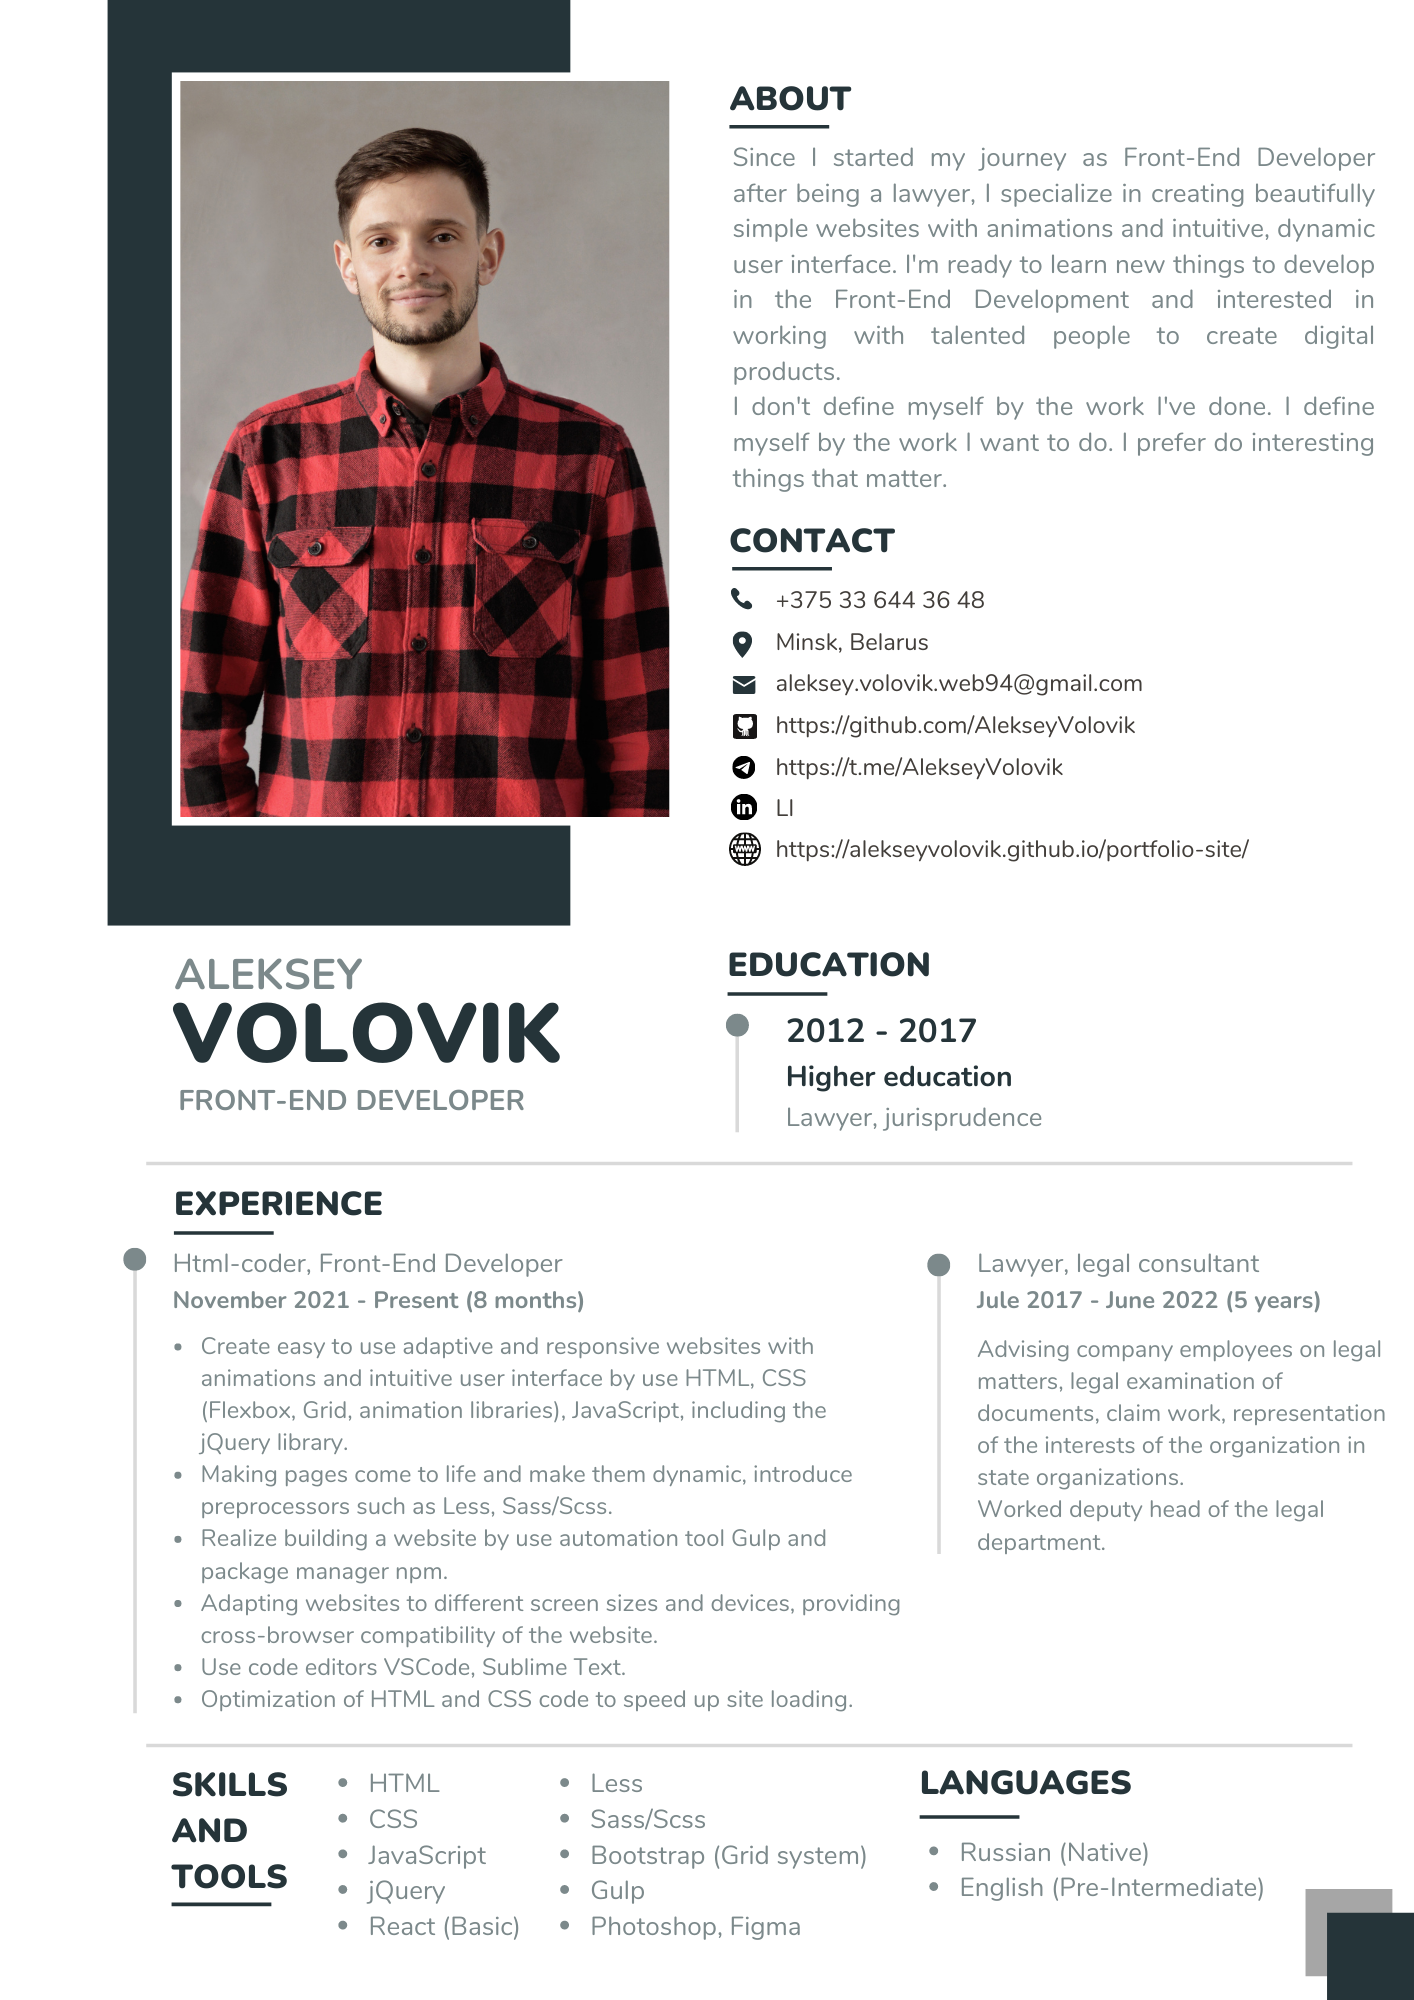 ABOUT
Since I started my journey as Front-End Developer
after being a lawyer, I specialize in creating beautifully
simple websites with animations and intuitive, dynamic
user interface. I'm ready to learn new things to develop
in the Front-End Development and interested in
working with talented people to create digital
products.
I don't define myself by the work I've done. I define
myself by the work I want to do. I prefer do interesting
things that matter.
CONTACT
+375 33 644 36 48
Minsk, Belarus
aleksey.volovik.web94@gmail.com
https://github.com/AlekseyVolovik
https://t.me/AlekseyVolovik
in LI
https://alekseyvolovik.github.io/portfolio-site/
ALEKSEY
VOLOVIK
FRONT-END DEVELOPER
EDUCATION
2012 - 2017
Higher education
Lawyer, jurisprudence
EXPERIENCE
Html-coder, Front-End Developer
November 2021 - Present (8 months)
• Create easy to use adaptive and responsive websites with
animations and intuitive user interface by use HTML, CSS
(Flexbox, Grid, animation libraries), JavaScript, including the
jQuery library.
• Making pages come to life and make them dynamic, introduce
preprocessors such as Less, Sass/Scss.
• Realize building a website by use automation tool Gulp and
package manager npm.
• Adapting websites to different screen sizes and devices, providing
cross-browser compatibility of the website.
• Use code editors VSCode, Sublime Text.
• Optimization of HTML and CSS code to speed up site loading.
Lawyer, legal consultant
Jule 2017 - June 2022 (5 years)
Advising company employees on legal
matters, legal examination of
documents, claim work, representation
of the interests of the organization in
state organizations.
Worked deputy head of the legal
department.
SKILLS
AND
TOOLS
• HTML
• CSS
• JavaScript
• jQuery
• React (Basic)
• Less
• Sass/Scss
• Bootstrap (Grid system)
• Gulp
• Photoshop, Figma
LANGUAGES
• Russian (Native)
• English (Pre-Intermediate)